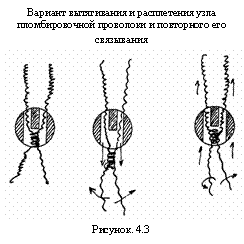 Вариант вытягивания и расплетения узла
пломбировочной проволоки и повторного его
связывания
Рисунок. 4.3